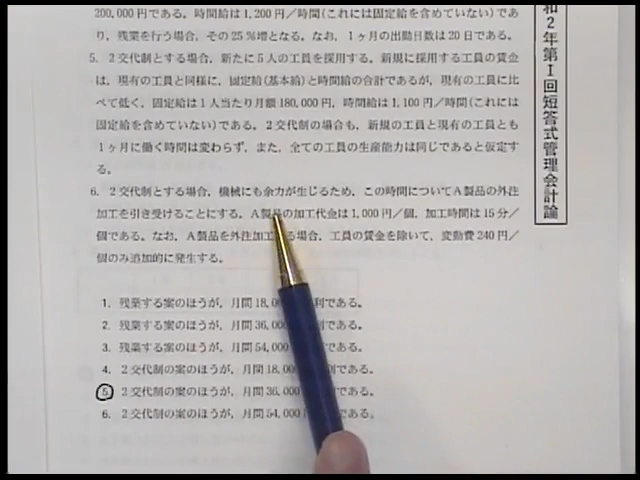 200,000円である。時間給は1,200円／時間（これには固定給を含めていない）であ
り、残業を行う場合、その25％増となる。なお、1ヶ月の出勤日数は20日である。
5．2交代制とする場合、新たに5人の工員を採用する。新規に採用する工員の賃金
は、現有の工員と同様に、固定給（基本給）と時間給の合計であるが、現有の工員に比
べて低く、固定給は1人当たり月額180,000円、時間給は1,100円／時間（これには
固定給を含めていない）である。2交代制の場合も、新規の工員と現有の工員とも
1ヶ月に働く時間は変わらず、また、全ての工員の生産能力は同じであると仮定す
る。
6．2交代制とする場合、機械にも余力が生じるため、この時間についてA製品の外注
加工を引き受けることにする。A製品の加工代金は1,000円／個、加工時間は15分／
個である。なお、A製品を外注加工する場合、工員の賃金を除いて、変動費240円／
個のみ追加的に発生する。
1．残業する案のほうが、月間18,0 利である。
2．残業する案のほうが、月間36,0 利である。
3．残業する案のほうが、月間54,0 利である。
4．2交代制の案のほうが、月間18,0 利である。
5．2交代制の案のほうが、月間36,0 利である。
6．2交代制の案のほうが、月間54,000 利である。
和2年第Ⅰ回短答式管理会計論